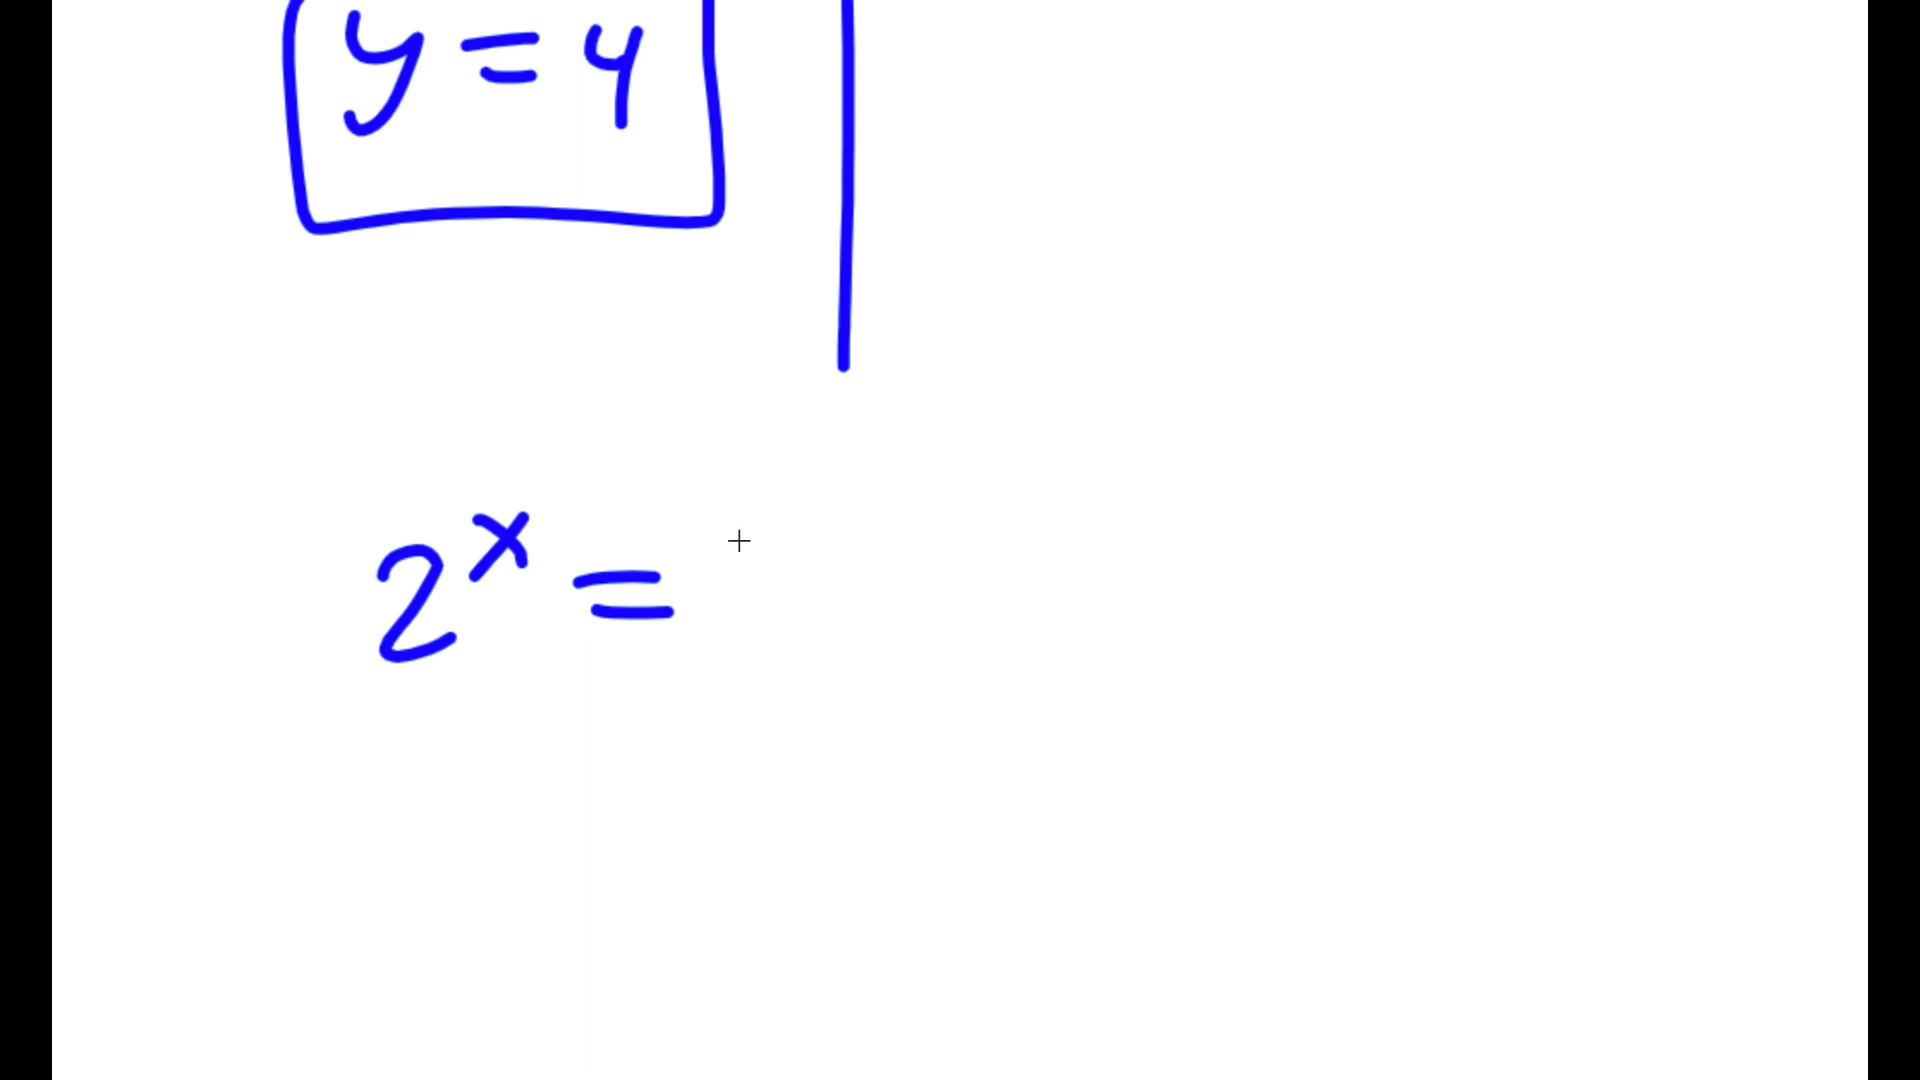 y = 4
2^x =